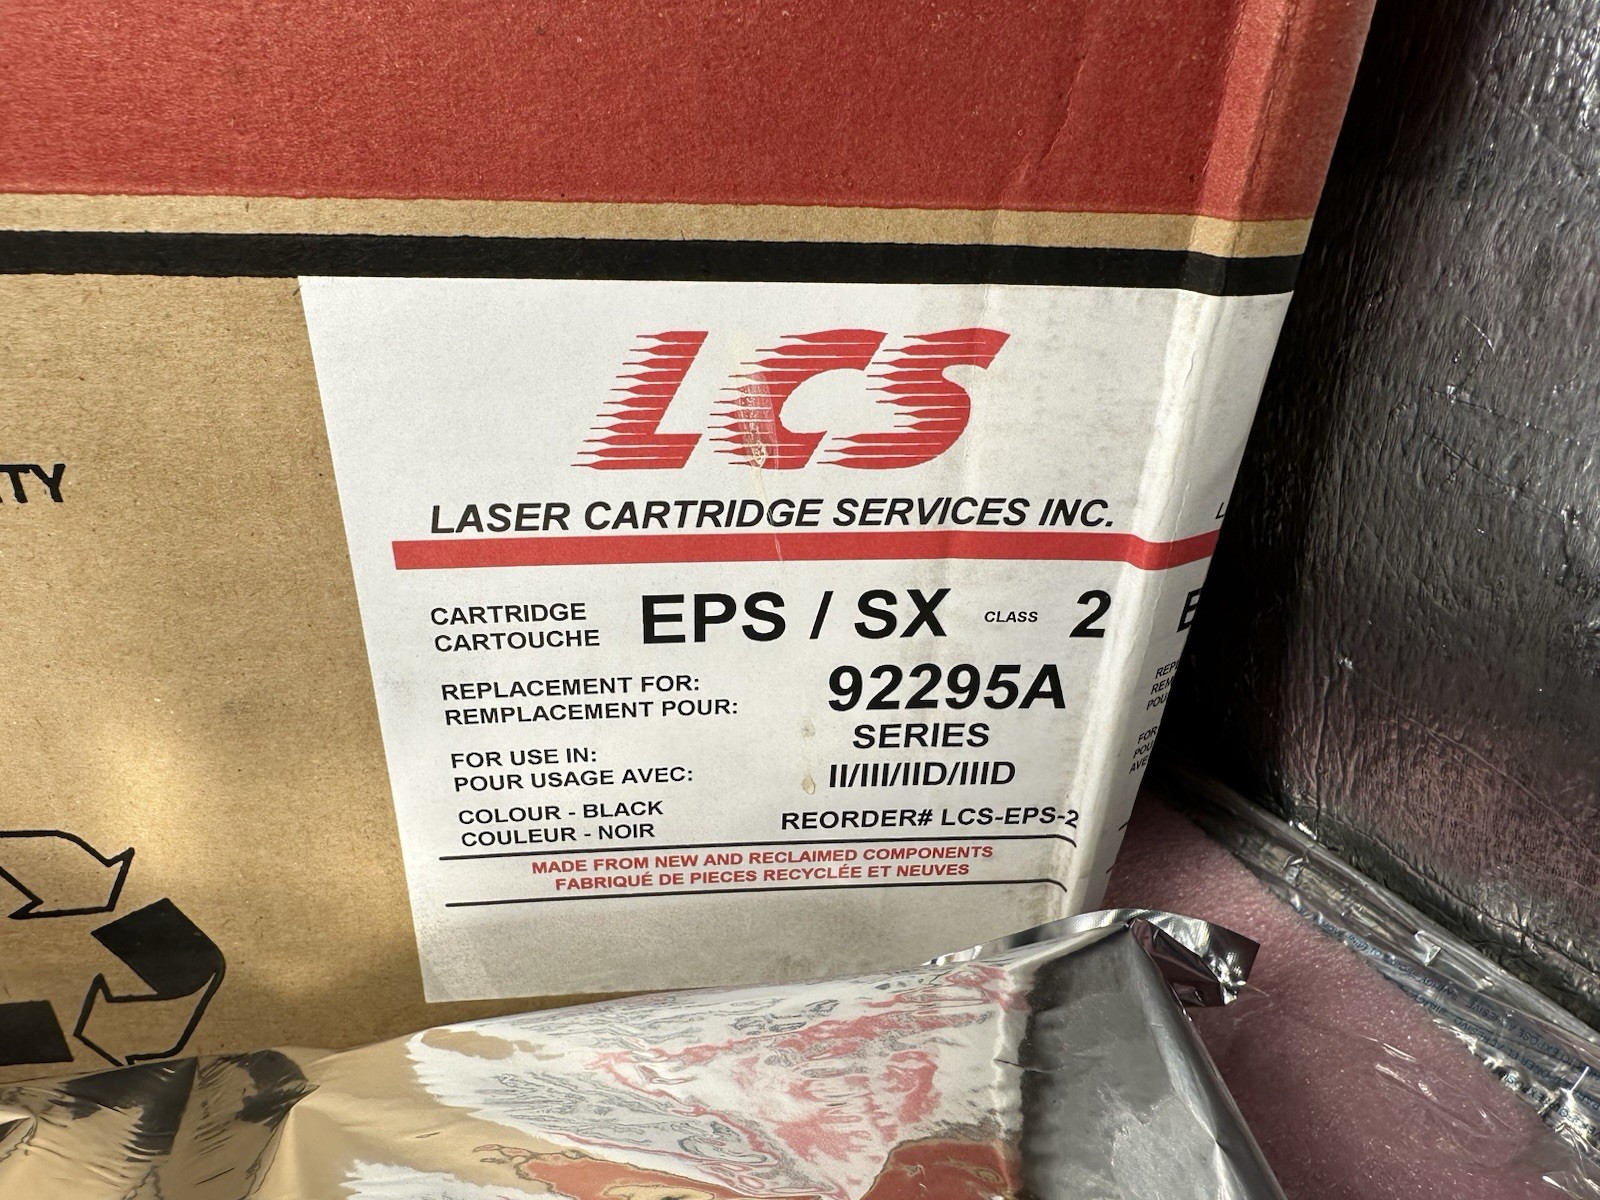 LCS
LASER CARTRIDGE SERVICES INC.
CARTRIDGE
CARTOUCHE
EPS / SX CLASS 2
REPLACEMENT FOR:
REMPLACEMENT POUR:
92295A
SERIES
FOR USE IN:
POUR USAGE AVEC:
II/III/IID/IIID
COLOUR - BLACK
COULEUR - NOIR
REORDER# LCS-EPS-2
MADE FROM NEW AND RECLAIMED COMPONENTS
FABRIQUÉ DE PIECES RECYCLÉE ET NEUVES